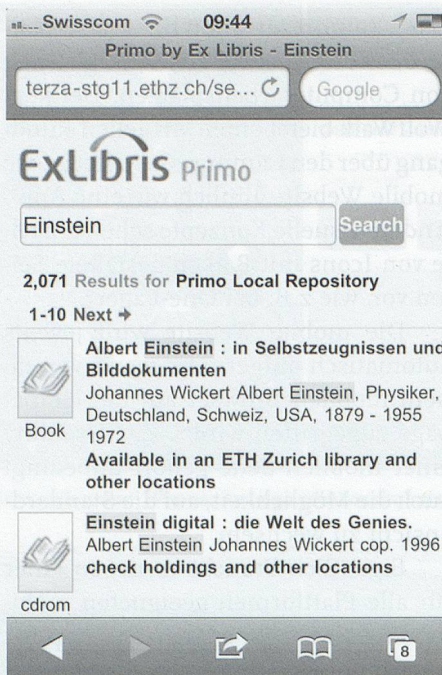 Swisscom 09:44
Primo by Ex Libris - Einstein
terza-stg11.ethz.ch/se... Google
ExLibris Primo
Einstein Search
2,071 Results for Primo Local Repository
1-10 Next
Albert Einstein : in Selbstzeugnissen und
Bilddokumenten
Johannes Wickert Albert Einstein, Physiker,
Deutschland, Schweiz, USA, 1879 - 1955
Book
1972
Available in an ETH Zurich library and
other locations
Einstein digital : die Welt des Genies.
Albert Einstein Johannes Wickert cop. 1996
check holdings and other locations
cdrom
8